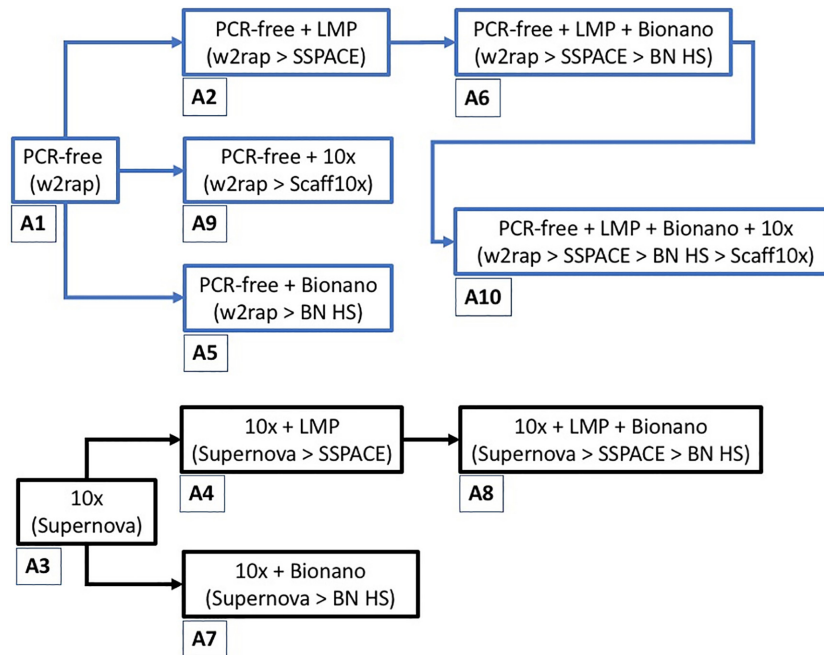 PCR-free + LMP
(w2rap > SSPACE)
A2
PCR-free + LMP + Bionano
(w2rap > SSPACE > BN HS)
A6
PCR-free
(w2rap)
A1
PCR-free + 10x
(w2rap > Scaff10x)
A9
PCR-free + LMP + Bionano + 10x
(w2rap > SSPACE > BN HS > Scaff10x)
A10
PCR-free + Bionano
(w2rap > BN HS)
A5
10x + LMP
(Supernova > SSPACE)
A4
10x + LMP + Bionano
(Supernova > SSPACE > BN HS)
A8
10x
(Supernova)
A3
10x + Bionano
(Supernova > BN HS)
A7